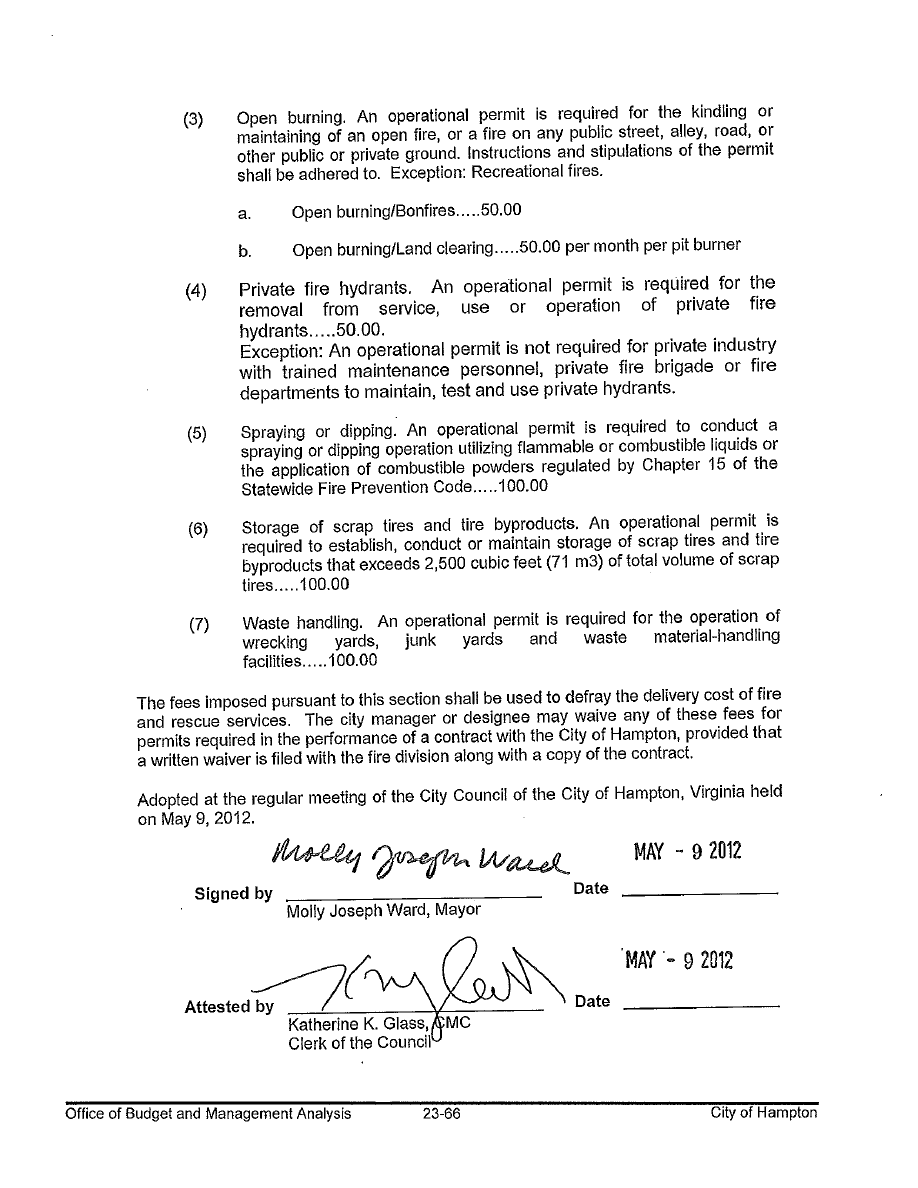 (3) Open burning. An operational permit is required for the kindling or
maintaining of an open fire, or a fire on any public street, alley, road, or
other public or private ground. Instructions and stipulations of the permit
shall be adhered to. Exception: Recreational fires.
a. Open burning/Bonfires.....50.00
b. Open burning/Land clearing.....50.00 per month per pit burner
(4) Private fire hydrants. An operational permit is required for the
removal from service, use or operation of private fire
hydrants.....50.00.
Exception: An operational permit is not required for private industry
with trained maintenance personnel, private fire brigade or fire
departments to maintain, test and use private hydrants.
(5) Spraying or dipping. An operational permit is required to conduct a
spraying or dipping operation utilizing flammable or combustible liquids or
the application of combustible powders regulated by Chapter 15 of the
Statewide Fire Prevention Code.....100.00
(6) Storage of scrap tires and tire byproducts. An operational permit is
required to establish, conduct or maintain storage of scrap tires and tire
byproducts that exceeds 2,500 cubic feet (71 m3) of total volume of scrap
tires.....100.00
(7) Waste handling. An operational permit is required for the operation of
wrecking yards, junk yards and waste material-handling
facilities.....100.00
The fees imposed pursuant to this section shall be used to defray the delivery cost of fire
and rescue services. The city manager or designee may waive any of these fees for
permits required in the performance of a contract with the City of Hampton, provided that
a written waiver is filed with the fire division along with a copy of the contract.
Adopted at the regular meeting of the City Council of the City of Hampton, Virginia held
on May 9, 2012.
Molly Joseph Ward MAY - 9 2012
Signed by Date
Molly Joseph Ward, Mayor
MAY - 9 2012
Attested by Date
Katherine K. Glass, CMC
Clerk of the Council
Office of Budget and Management Analysis 23-66 City of Hampton